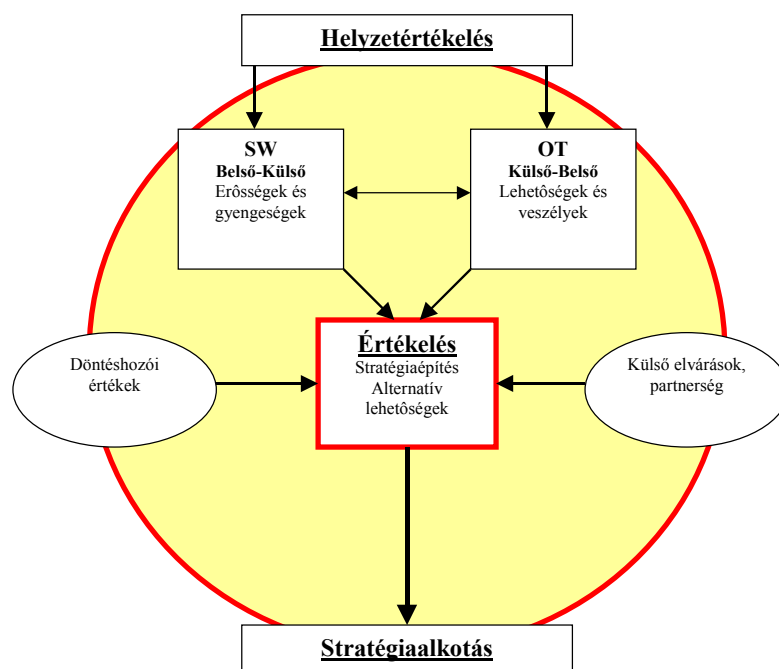 Helyzetértékelés
SW
Belső-Külső
Erôsségek és
gyengeségek
OT
Külső-Belső
Lehetôségek és
veszélyek
Döntéshozói
értékek
Értékelés
Stratégiaépítés
Alternatív
lehetôségek
Külső elvárások,
partnerség
Stratégiaalkotás